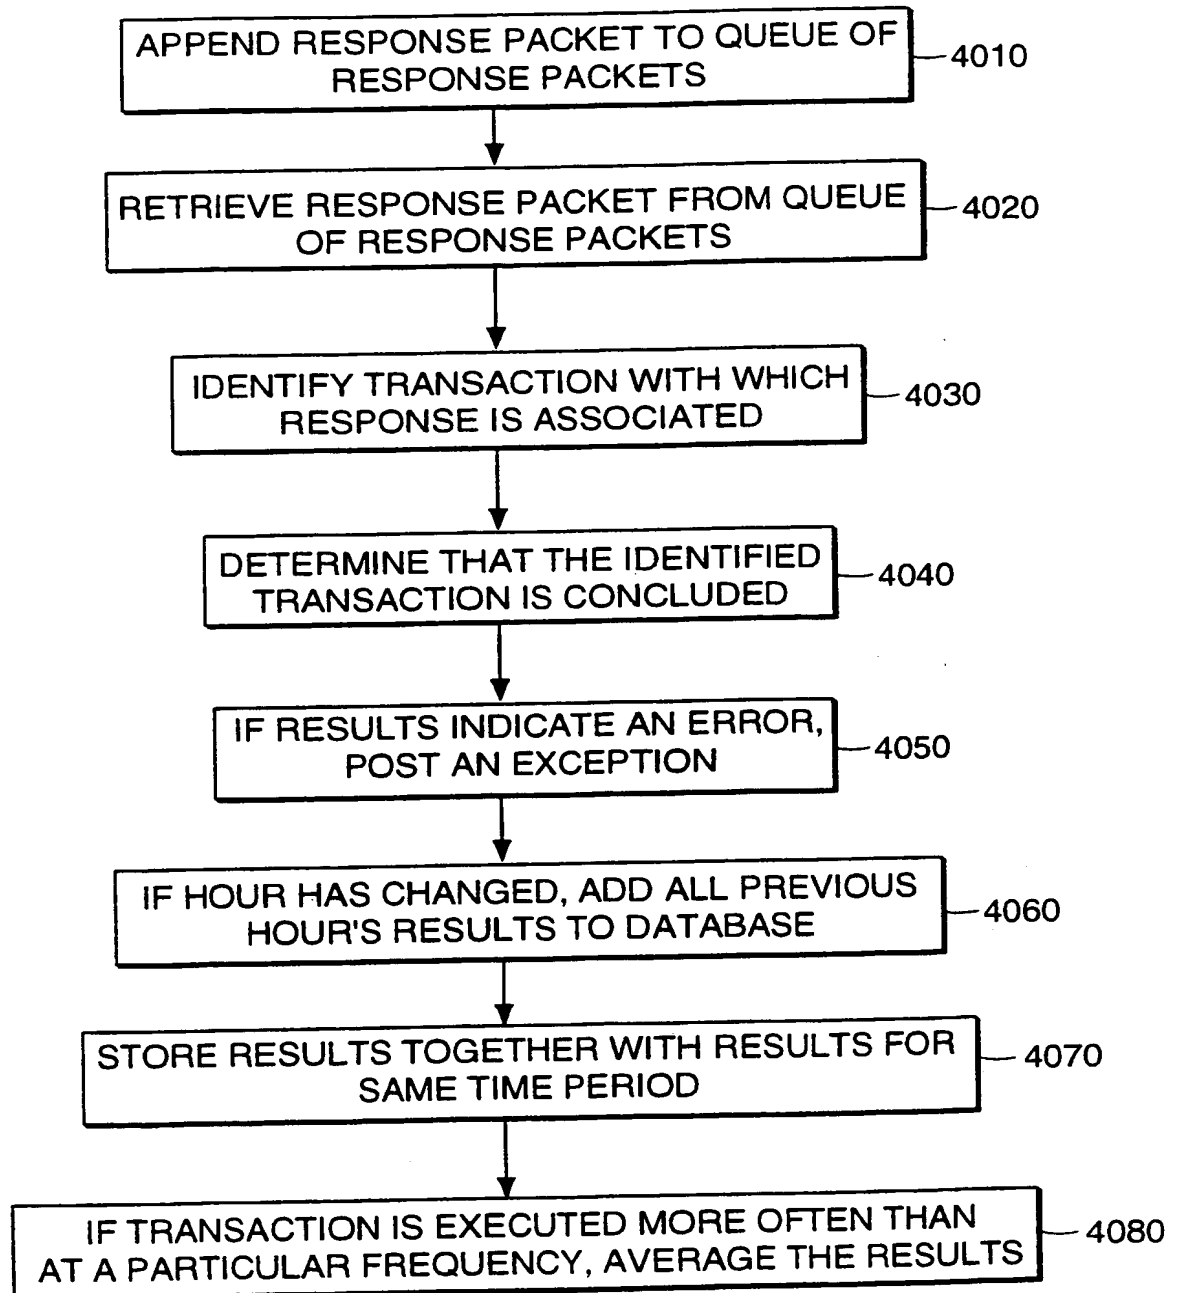 APPEND RESPONSE PACKET TO QUEUE OF
RESPONSE PACKETS
4010
RETRIEVE RESPONSE PACKET FROM QUEUE
OF RESPONSE PACKETS
4020
IDENTIFY TRANSACTION WITH WHICH
RESPONSE IS ASSOCIATED
4030
DETERMINE THAT THE IDENTIFIED
TRANSACTION IS CONCLUDED
4040
IF RESULTS INDICATE AN ERROR,
POST AN EXCEPTION
4050
IF HOUR HAS CHANGED, ADD ALL PREVIOUS
HOUR'S RESULTS TO DATABASE
4060
STORE RESULTS TOGETHER WITH RESULTS FOR
SAME TIME PERIOD
4070
IF TRANSACTION IS EXECUTED MORE OFTEN THAN
AT A PARTICULAR FREQUENCY, AVERAGE THE RESULTS
4080